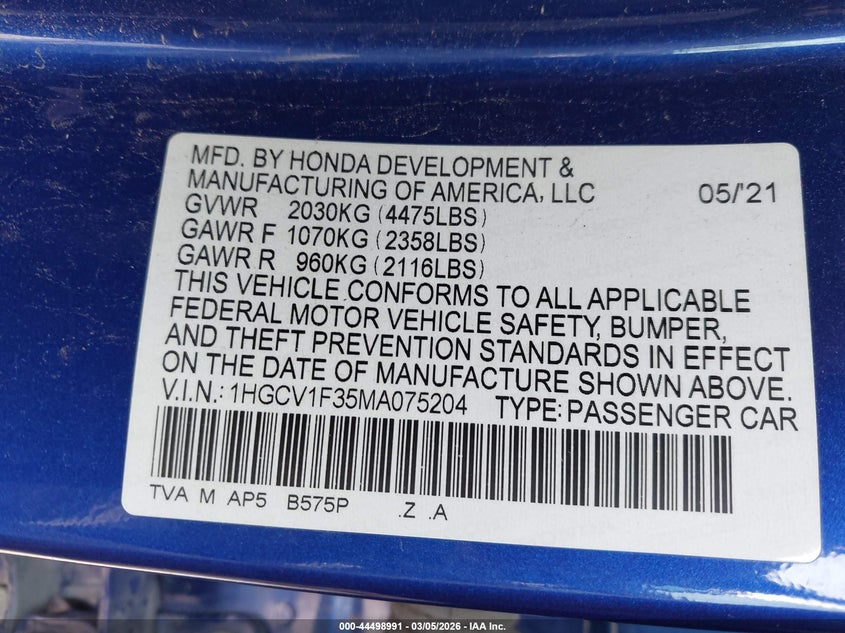 MFD. BY HONDA DEVELOPMENT &
MANUFACTURING OF AMERICA, LLC 05/'21
GVWR 2030KG (4475LBS)
GAWR F 1070KG (2358LBS)
GAWR R 960KG (2116LBS)
THIS VEHICLE CONFORMS TO ALL APPLICABLE
FEDERAL MOTOR VEHICLE SAFETY, BUMPER,
AND THEFT PREVENTION STANDARDS IN EFFECT
ON THE DATE OF MANUFACTURE SHOWN ABOVE.
V.I.N.: 1HGCV1F35MA075204 TYPE: PASSENGER CAR
TVA M AP5 B575P .Z .A
000-44498991 - 03/05/2026 - IAA Inc.